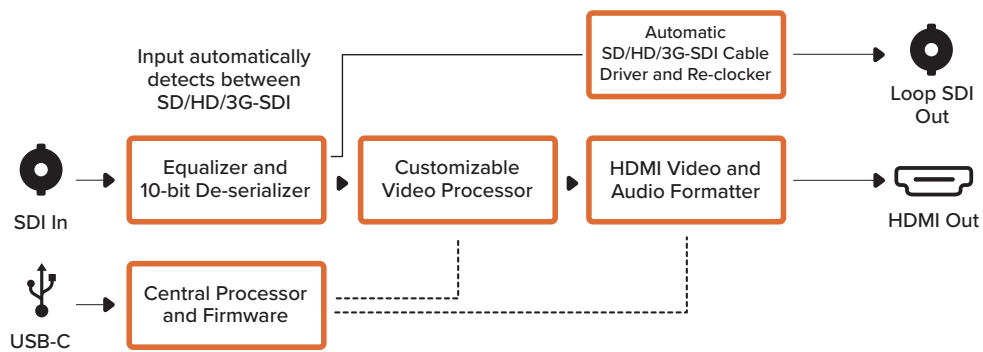 Automatic
SD/HD/3G-SDI Cable
Driver and Re-clocker
Input automatically
detects between
SD/HD/3G-SDI
Loop SDI
Out
Equalizer and
10-bit De-serializer
Customizable
Video Processor
HDMI Video and
Audio Formatter
SDI In
HDMI Out
Central Processor
and Firmware
USB-C